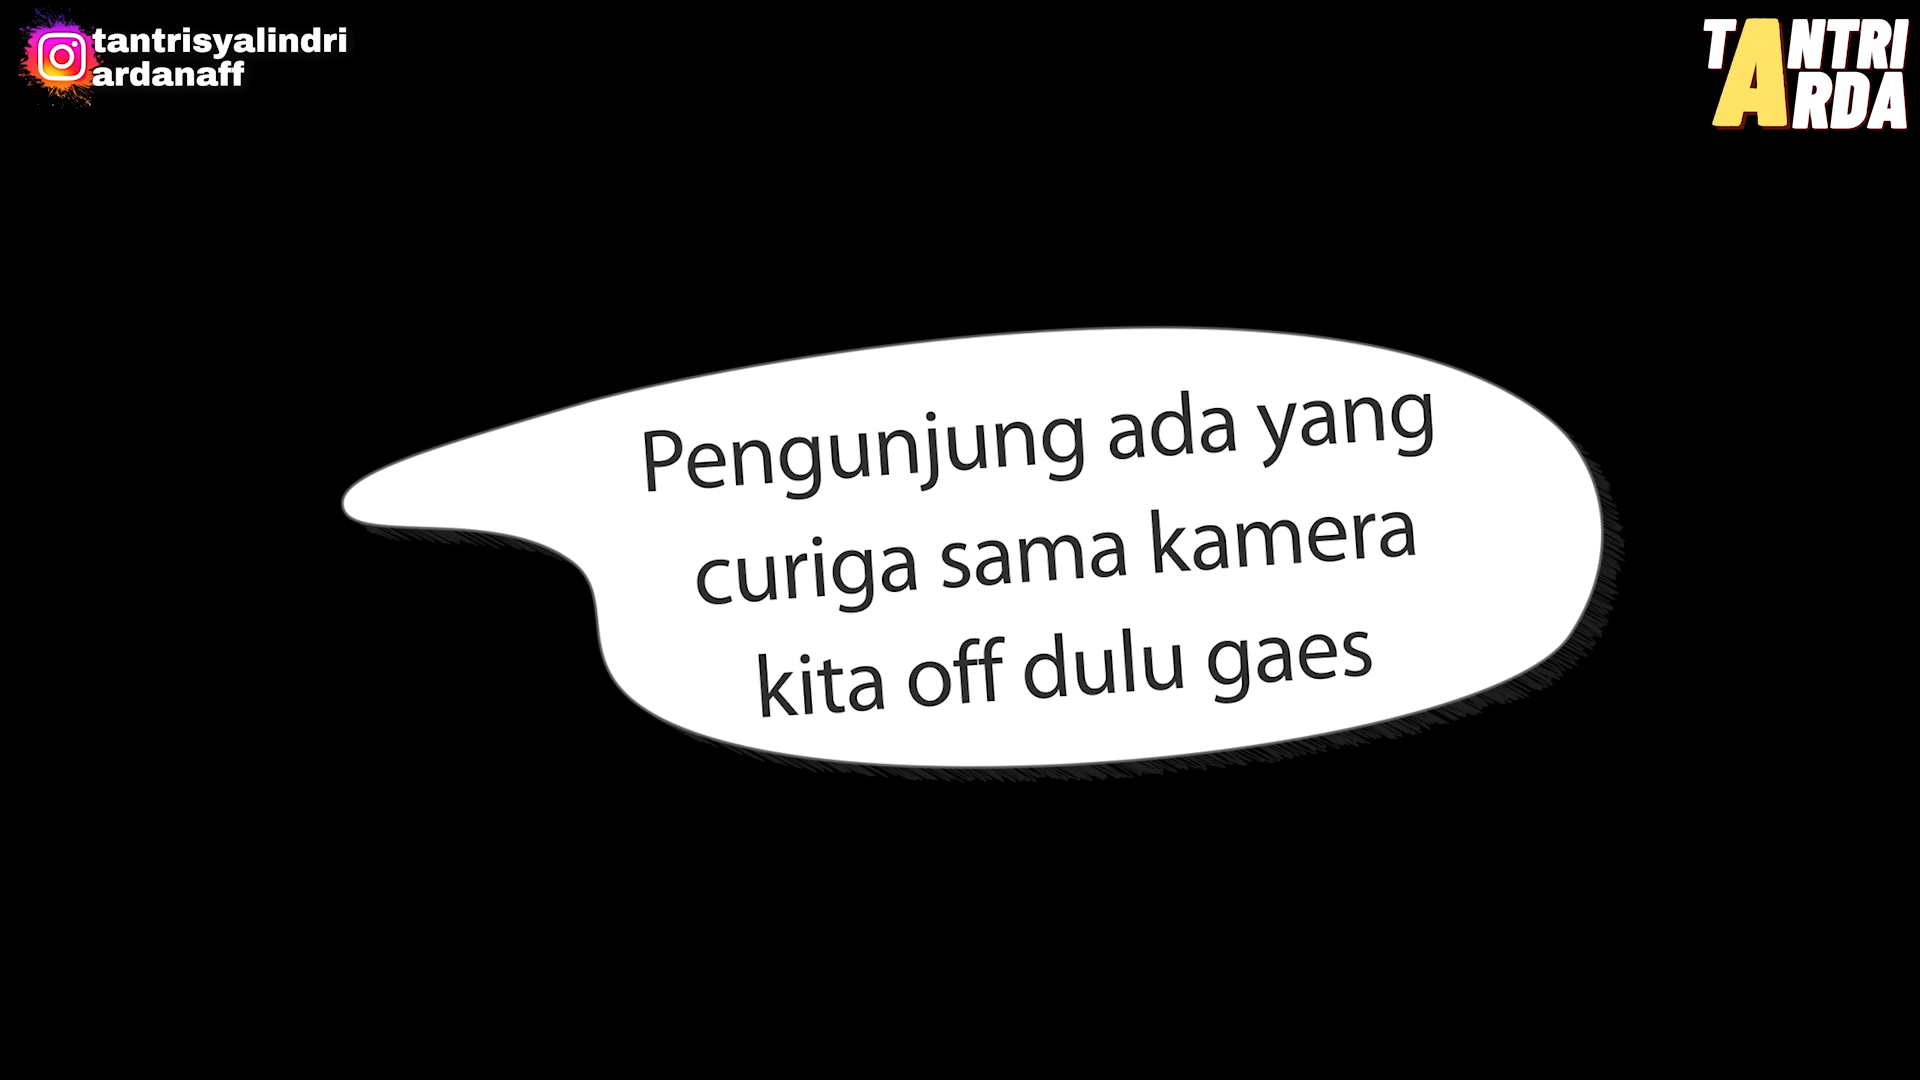 tantrisyalindri
ardanaff
TANTRI
ARDA
Pengunjung ada yang
curiga sama kamera
kita off dulu gaes